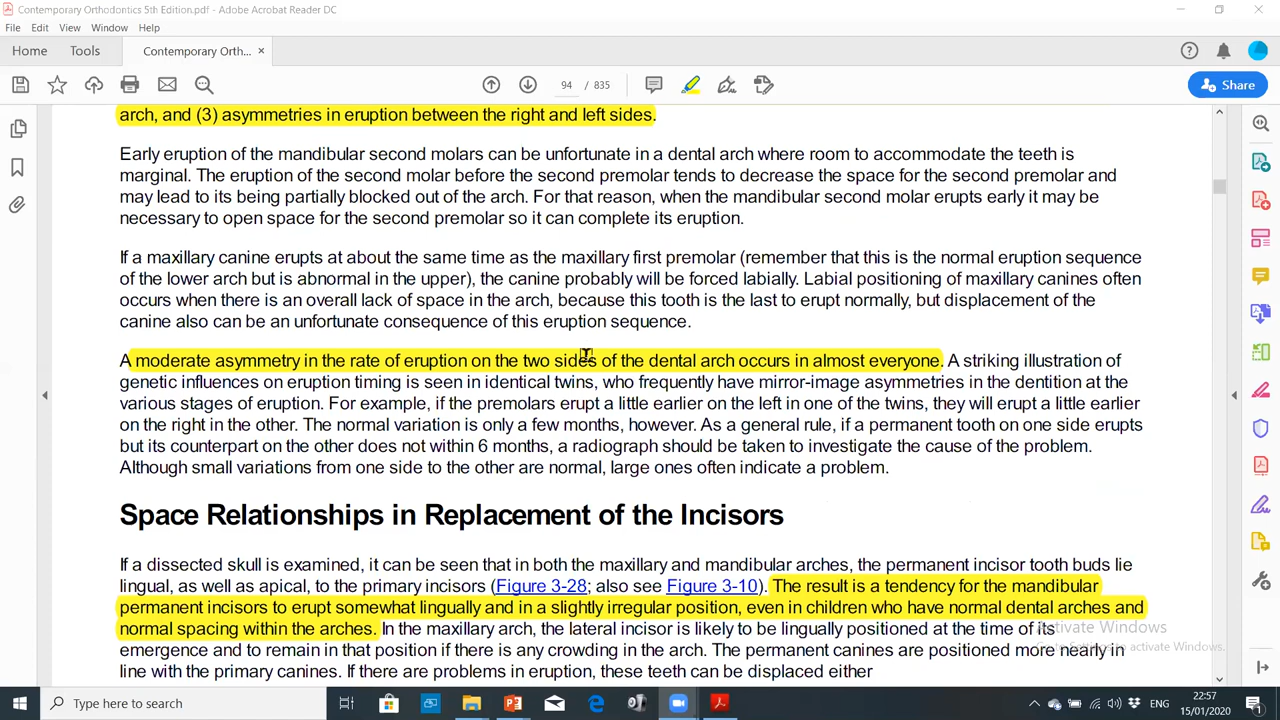 Contemporary Orthodontics 5th Edition.pdf - Adobe Acrobat Reader DC
File Edit View Window Help
Home Tools Contemporary Orth... ×
94 / 835
Share
arch, and (3) asymmetries in eruption between the right and left sides.
Early eruption of the mandibular second molars can be unfortunate in a dental arch where room to accommodate the teeth is
marginal. The eruption of the second molar before the second premolar tends to decrease the space for the second premolar and
may lead to its being partially blocked out of the arch. For that reason, when the mandibular second molar erupts early it may be
necessary to open space for the second premolar so it can complete its eruption.
If a maxillary canine erupts at about the same time as the maxillary first premolar (remember that this is the normal eruption sequence
of the lower arch but is abnormal in the upper), the canine probably will be forced labially. Labial positioning of maxillary canines often
occurs when there is an overall lack of space in the arch, because this tooth is the last to erupt normally, but displacement of the
canine also can be an unfortunate consequence of this eruption sequence.
A moderate asymmetry in the rate of eruption on the two sides of the dental arch occurs in almost everyone. A striking illustration of
genetic influences on eruption timing is seen in identical twins, who frequently have mirror-image asymmetries in the dentition at the
various stages of eruption. For example, if the premolars erupt a little earlier on the left in one of the twins, they will erupt a little earlier
on the right in the other. The normal variation is only a few months, however. As a general rule, if a permanent tooth on one side erupts
but its counterpart on the other does not within 6 months, a radiograph should be taken to investigate the cause of the problem.
Although small variations from one side to the other are normal, large ones often indicate a problem.
Space Relationships in Replacement of the Incisors
If a dissected skull is examined, it can be seen that in both the maxillary and mandibular arches, the permanent incisor tooth buds lie
lingual, as well as apical, to the primary incisors (Figure 3-28; also see Figure 3-10). The result is a tendency for the mandibular
permanent incisors to erupt somewhat lingually and in a slightly irregular position, even in children who have normal dental arches and
normal spacing within the arches. In the maxillary arch, the lateral incisor is likely to be lingually positioned at the time of its
emergence and to remain in that position if there is any crowding in the arch. The permanent canines are positioned more nearly in
line with the primary canines. If there are problems in eruption, these teeth can be displaced either
Activate Windows
Go to Settings to activate Windows.
Type here to search
ENG
22:57
15/01/2020